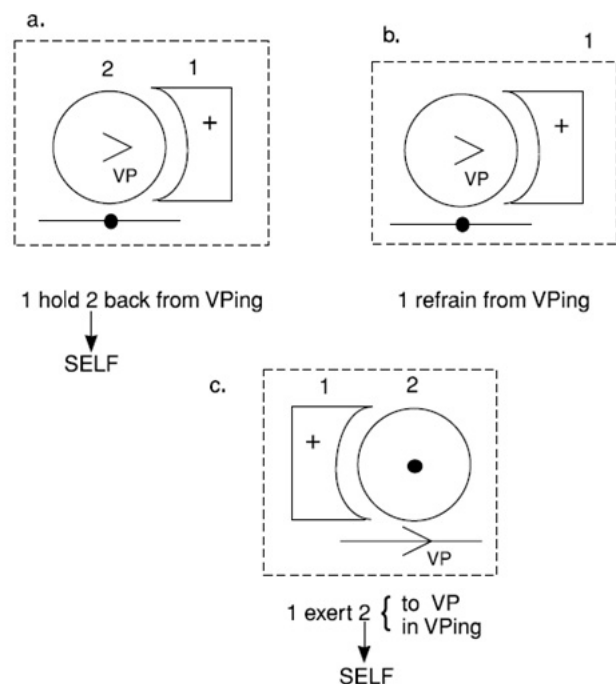 a.
2 1
+
VP
1 hold 2 back from VPing
SELF
b.
1
+
VP
1 refrain from VPing
c.
1 2
+
VP
1 exert 2 { to VP
in VPing
SELF